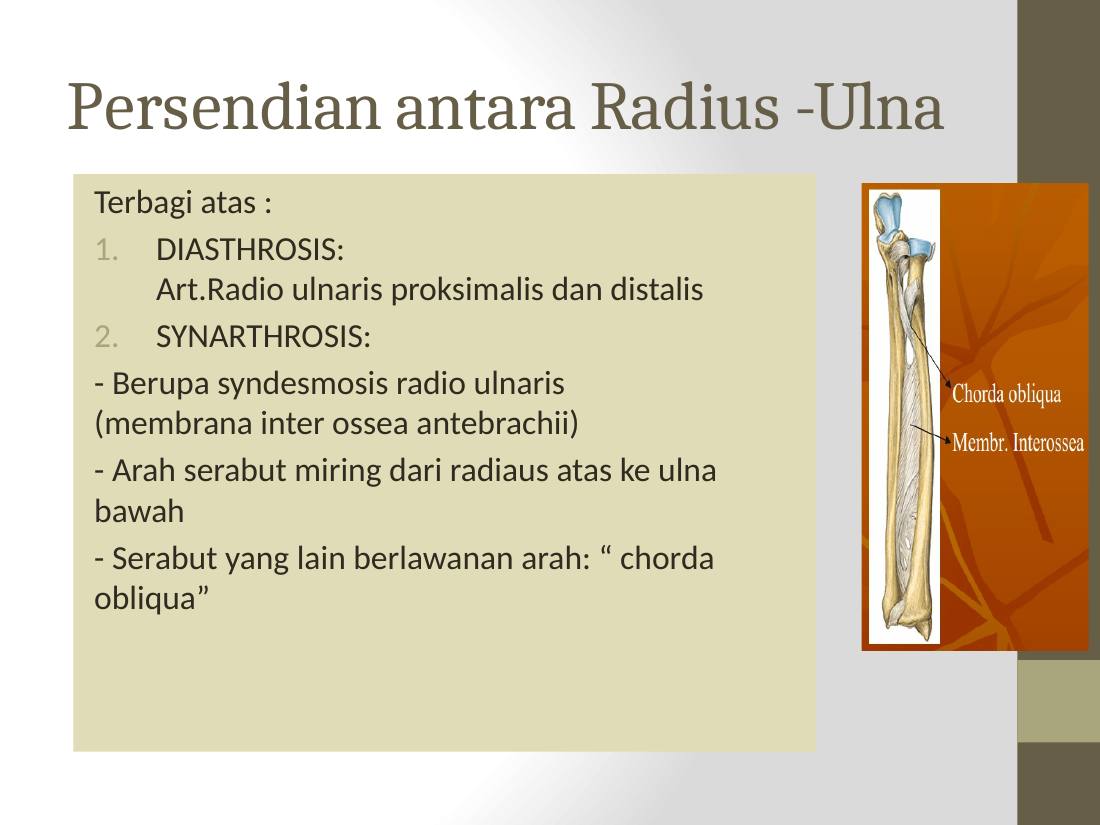 Persendian antara Radius -Ulna
Terbagi atas :
1. DIASTHROSIS:
Art.Radio ulnaris proksimalis dan distalis
2. SYNARTHROSIS:
- Berupa syndesmosis radio ulnaris
(membrana inter ossea antebrachii)
- Arah serabut miring dari radiaus atas ke ulna
bawah
- Serabut yang lain berlawanan arah: “ chorda
obliqua”
Chorda obliqua
Membr. Interossea